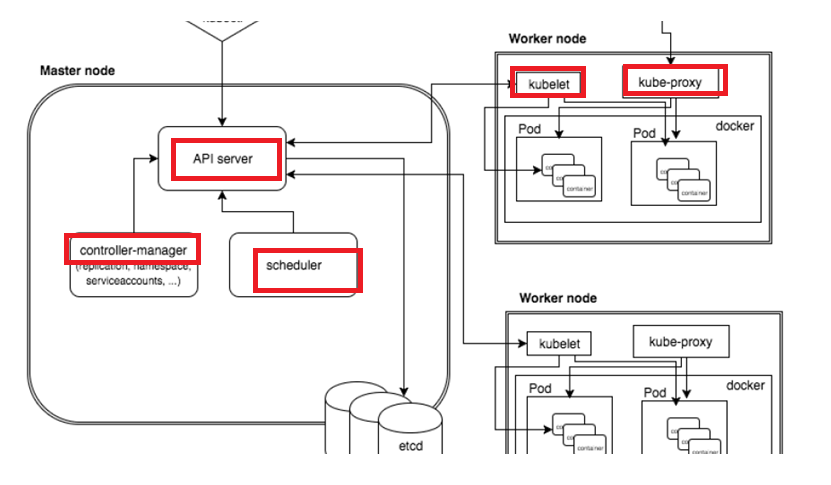 Master node
API server
controller-manager
(replication, namespace,
serviceaccounts, ...)
scheduler
etcd
Worker node
kubelet
kube-proxy
docker
Pod
Pod
container
container
Worker node
kubelet
kube-proxy
docker
Pod
Pod
container
container